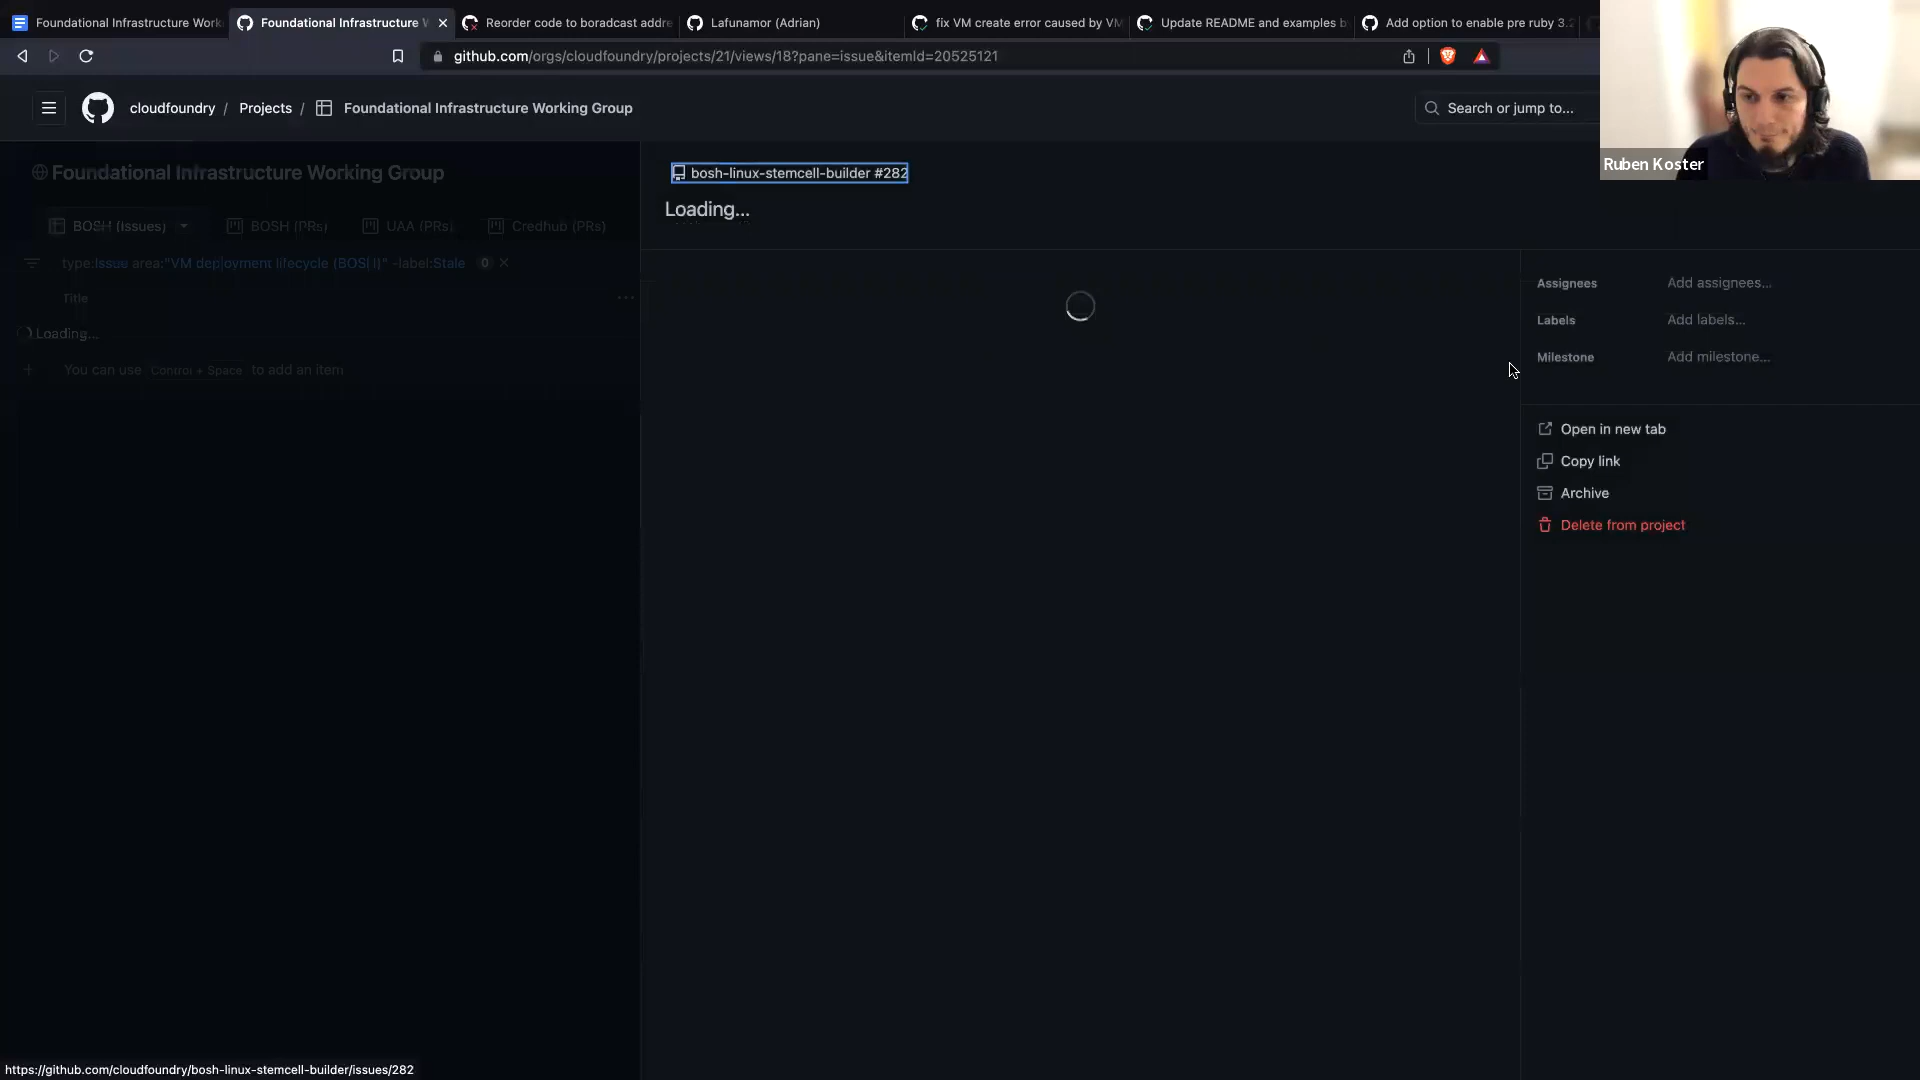 Foundational Infrastructure Work
Foundational Infrastructure W
Reorder code to boradcast addre
Lafunamor (Adrian)
fix VM create error caused by VM
Update README and examples b
Add option to enable pre ruby 3.2
github.com/orgs/cloudfoundry/projects/21/views/18?pane=issue&itemId=20525121
cloudfoundry / Projects / Foundational Infrastructure Working Group
Search or jump to...
Ruben Koster
Foundational Infrastructure Working Group
bosh-linux-stemcell-builder #282
Loading...
BOSH (Issues)
BOSH (PRs)
UAA (PRs)
Credhub (PRs)
type:Issue area:"VM deployment lifecycle (BOSH)" -label:Stale 0
Title
Loading...
You can use Control + Space to add an item
Assignees Add assignees...
Labels Add labels...
Milestone Add milestone...
Open in new tab
Copy link
Archive
Delete from project
https://github.com/cloudfoundry/bosh-linux-stemcell-builder/issues/282